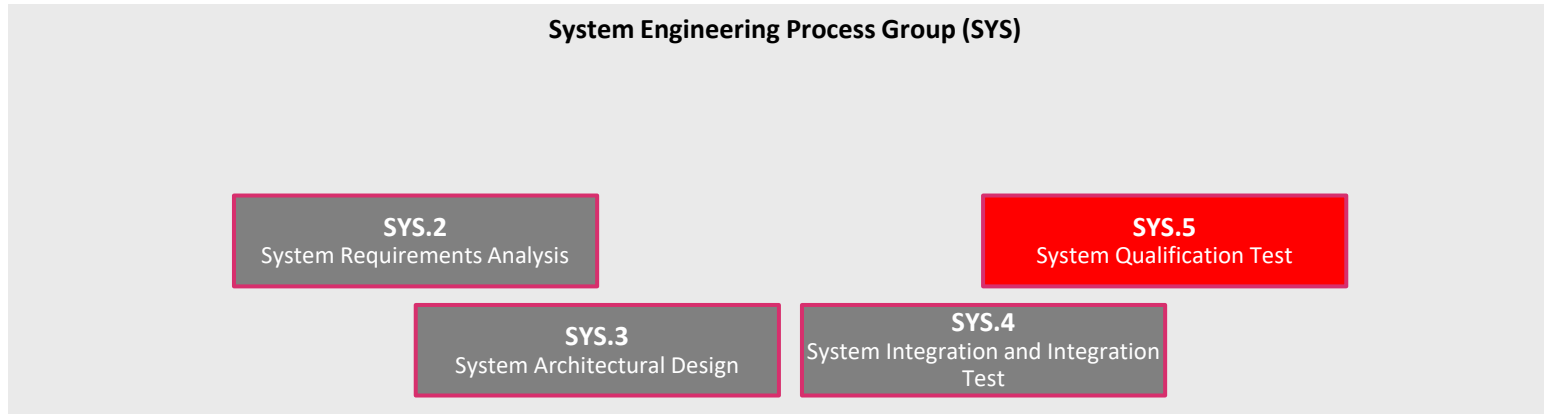 System Engineering Process Group (SYS)
SYS.2
System Requirements Analysis
SYS.5
System Qualification Test
SYS.3
System Architectural Design
SYS.4
System Integration and Integration
Test